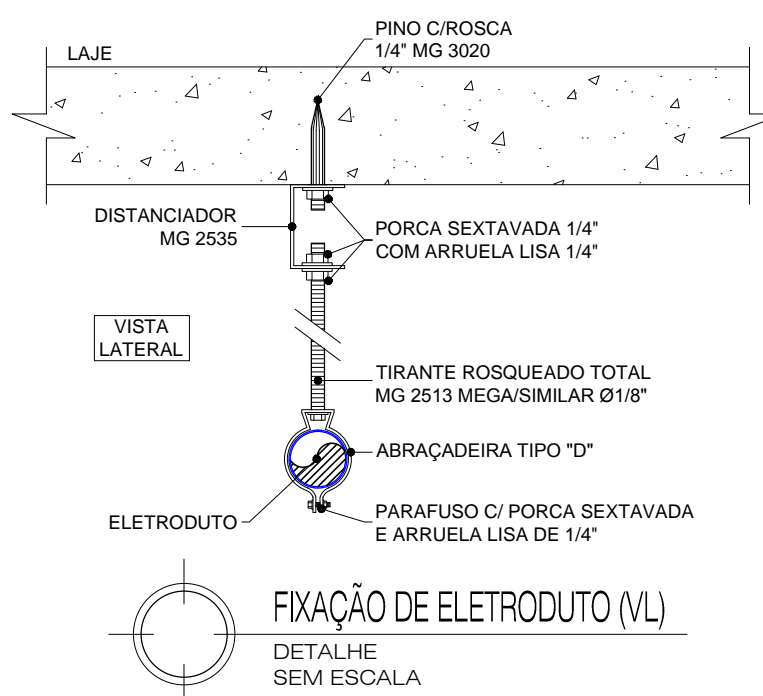 PINO C/ROSCA
1/4" MG 3020
LAJE
DISTANCIADOR
MG 2535
PORCA SEXTAVADA 1/4"
COM ARRUELA LISA 1/4"
VISTA
LATERAL
TIRANTE ROSQUEADO TOTAL
MG 2513 MEGA/SIMILAR Ø1/8"
ABRAÇADEIRA TIPO "D"
ELETRODUTO
PARAFUSO C/ PORCA SEXTAVADA
E ARRUELA LISA DE 1/4"
FIXAÇÃO DE ELETRODUTO (VL)
DETALHE
SEM ESCALA